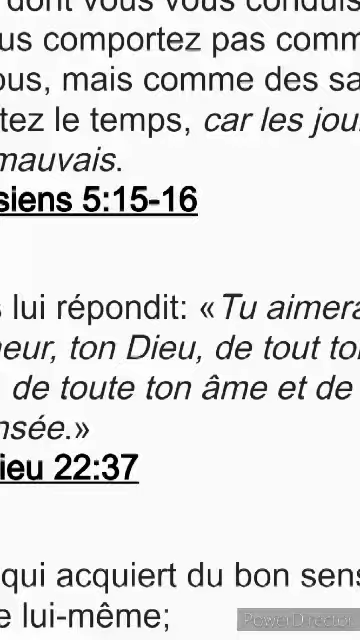 dont vous vous conduis
us comportez pas comm
ous, mais comme des sa
tez le temps, car les jou
mauvais.
siens 5:15-16
s lui répondit: «Tu aimera
eur, ton Dieu, de tout to
de toute ton âme et de
nsée.»
ieu 22:37
qui acquiert du bon sens
e lui-même;
PowerDirector